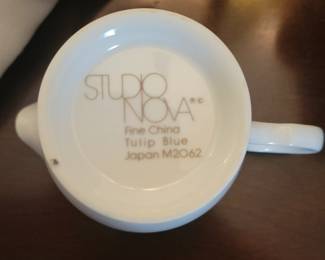 STUDIO
NOVA®©
Fine China
Tulip Blue
Japan M2062